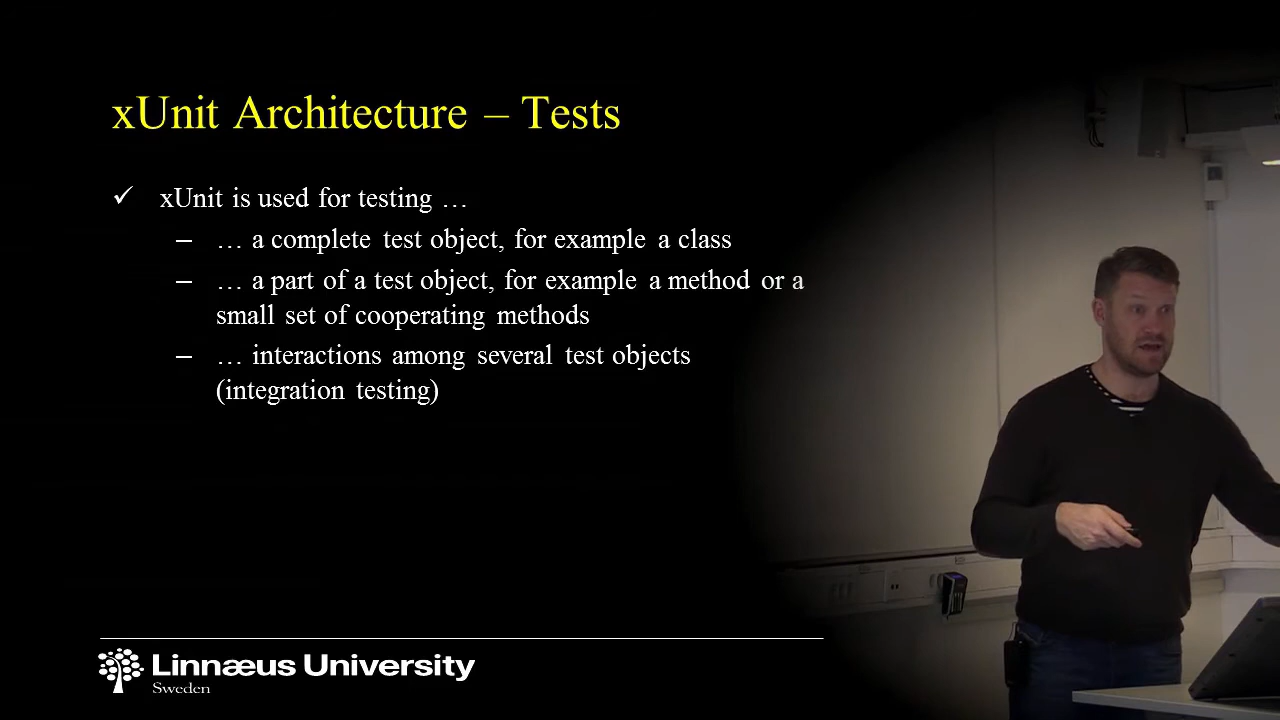 xUnit Architecture – Tests
✓ xUnit is used for testing …
– … a complete test object, for example a class
– … a part of a test object, for example a method or a
small set of cooperating methods
– … interactions among several test objects
(integration testing)
Linnæus University
Sweden